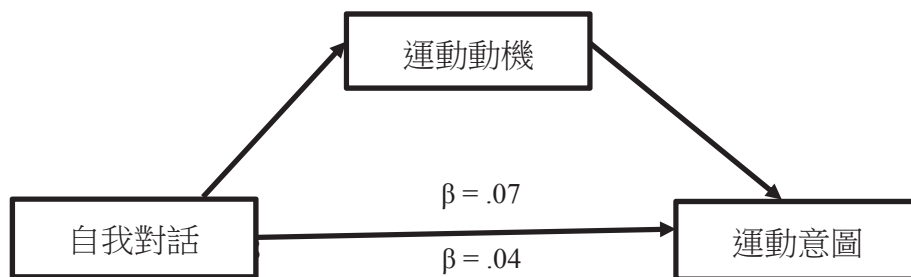 運動動機
β = .07
自我對話
運動意圖
β = .04